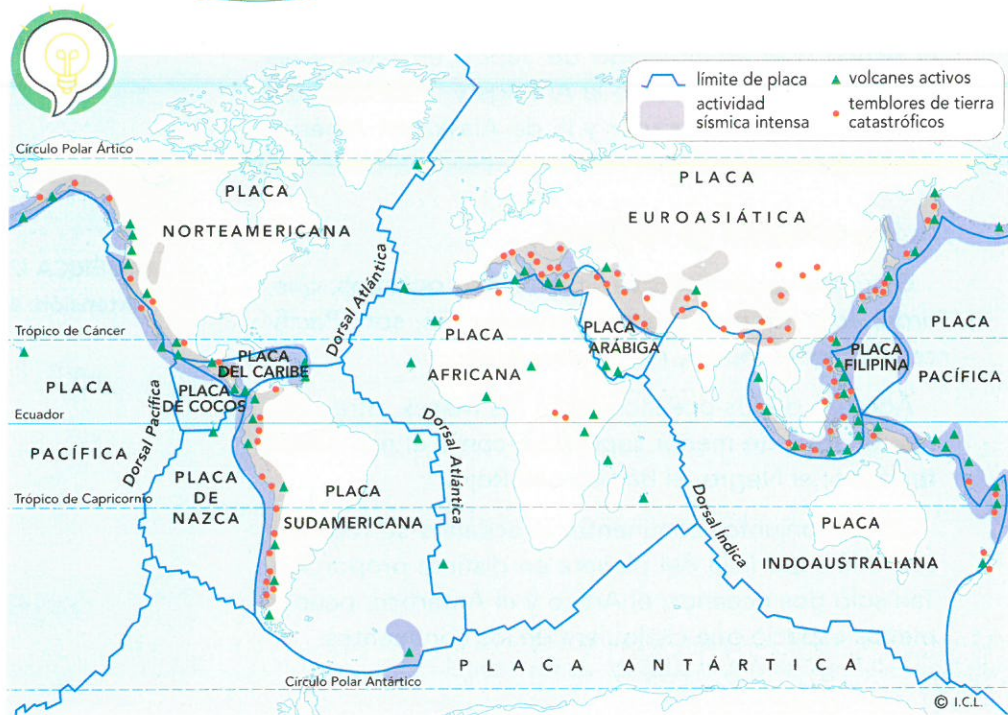 límite de placa
actividad
sísmica intensa
volcanes activos
temblores de tierra
catastróficos
Círculo Polar Ártico
PLACA
NORTEAMERICANA
PLACA
EUROASIÁTICA
Dorsal Atlántica
Trópico de Cáncer
PLACA
DEL CARIBE
PLACA
AFRICANA
PLACA
ARÁBIGA
PLACA
FILIPINA
PLACA
PACÍFICA
PLACA
PACÍFICA
Ecuador
PLACA
DE COCOS
Dorsal Pacífica
Dorsal Atlántica
Trópico de Capricornio
PLACA
DE
NAZCA
PLACA
SUDAMERICANA
Dorsal Índica
PLACA
INDOAUSTRALIANA
PLACA ANTÁRTICA
Círculo Polar Antártico
© I.C.L.